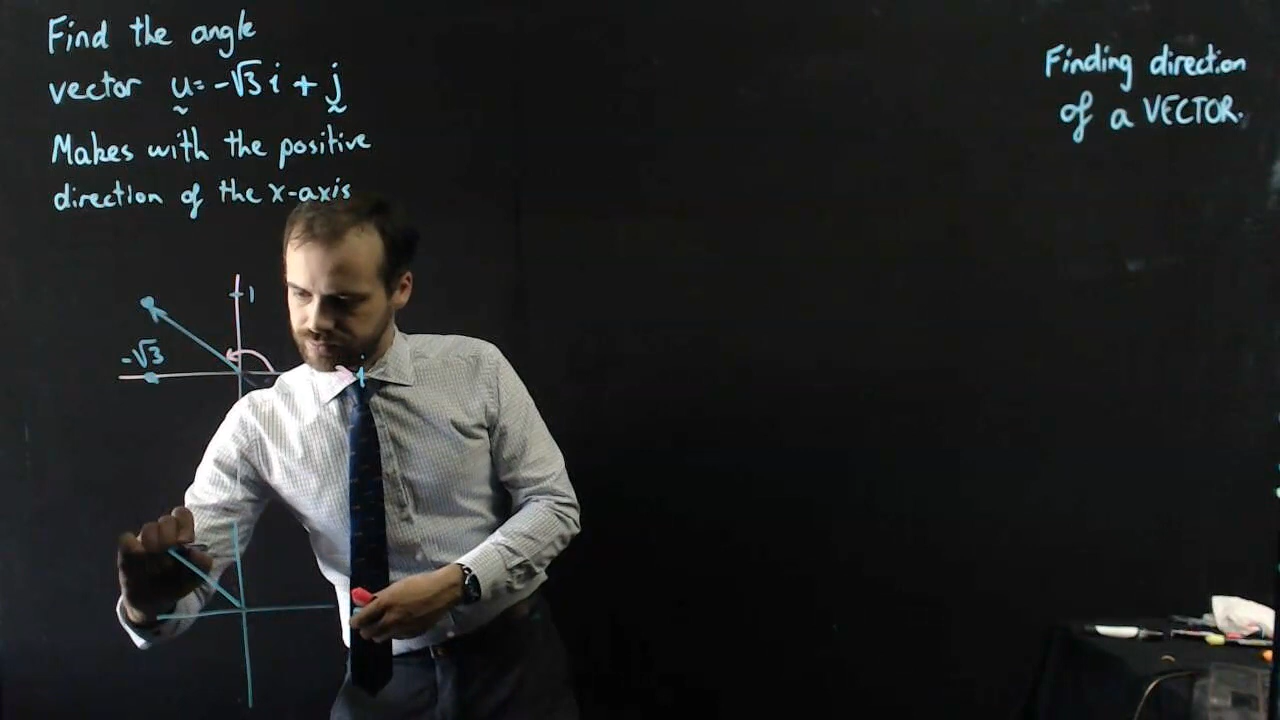 Find the angle
vector u = -√3 i + j
Makes with the positive
direction of the x-axis
Finding direction
of a VECTOR.
1
-√3
i